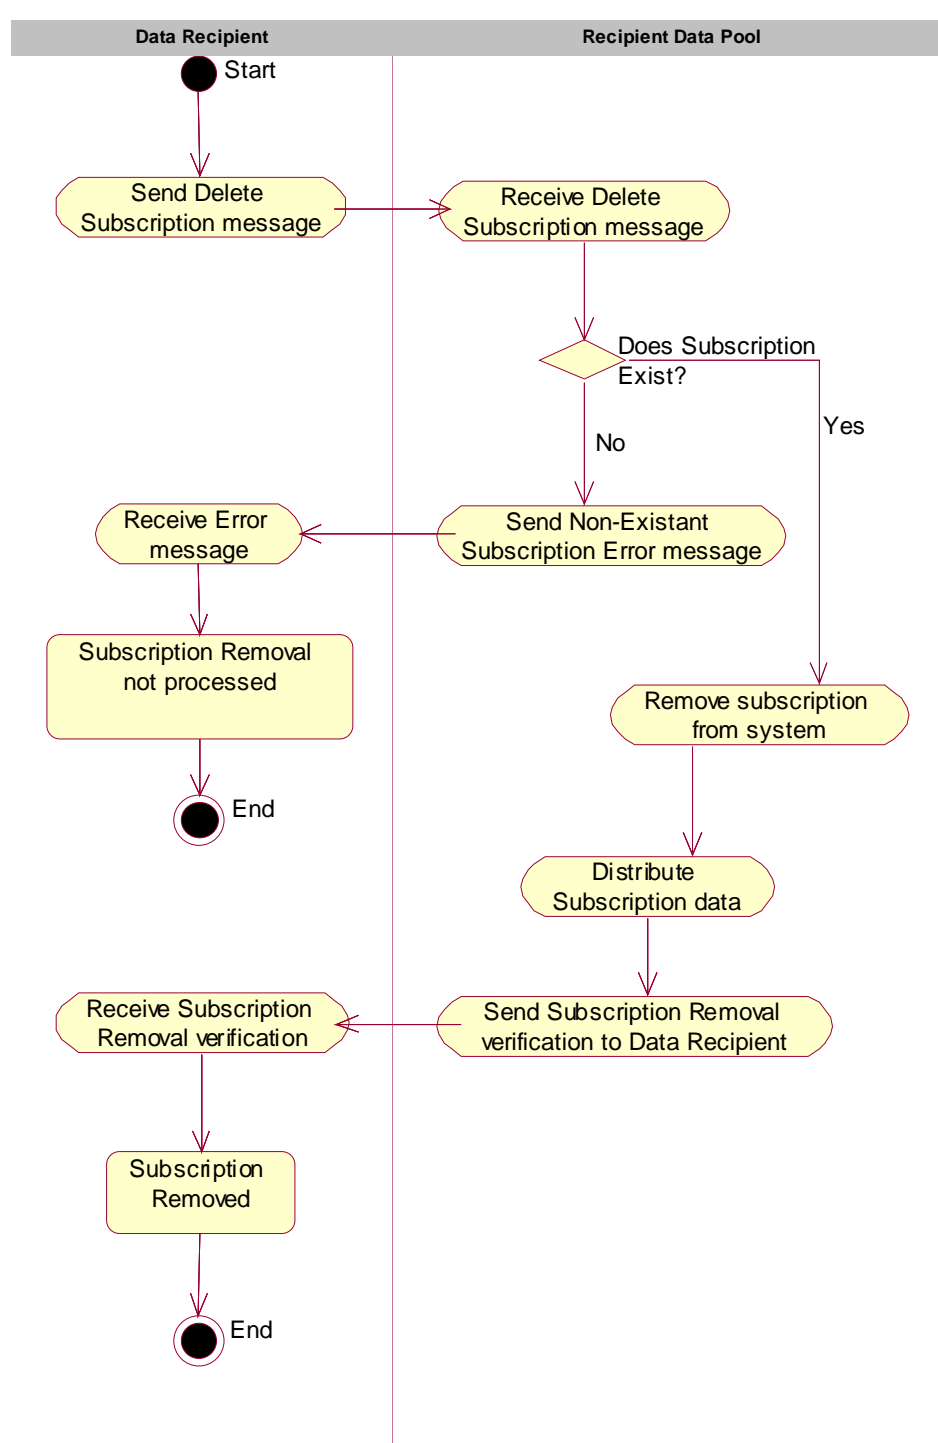 Data Recipient
Recipient Data Pool
Start
Send Delete
Subscription message
Receive Delete
Subscription message
Does Subscription
Exist?
Yes
No
Receive Error
message
Send Non-Existant
Subscription Error message
Subscription Removal
not processed
Remove subscription
from system
End
Distribute
Subscription data
Receive Subscription
Removal verification
Send Subscription Removal
verification to Data Recipient
Subscription
Removed
End